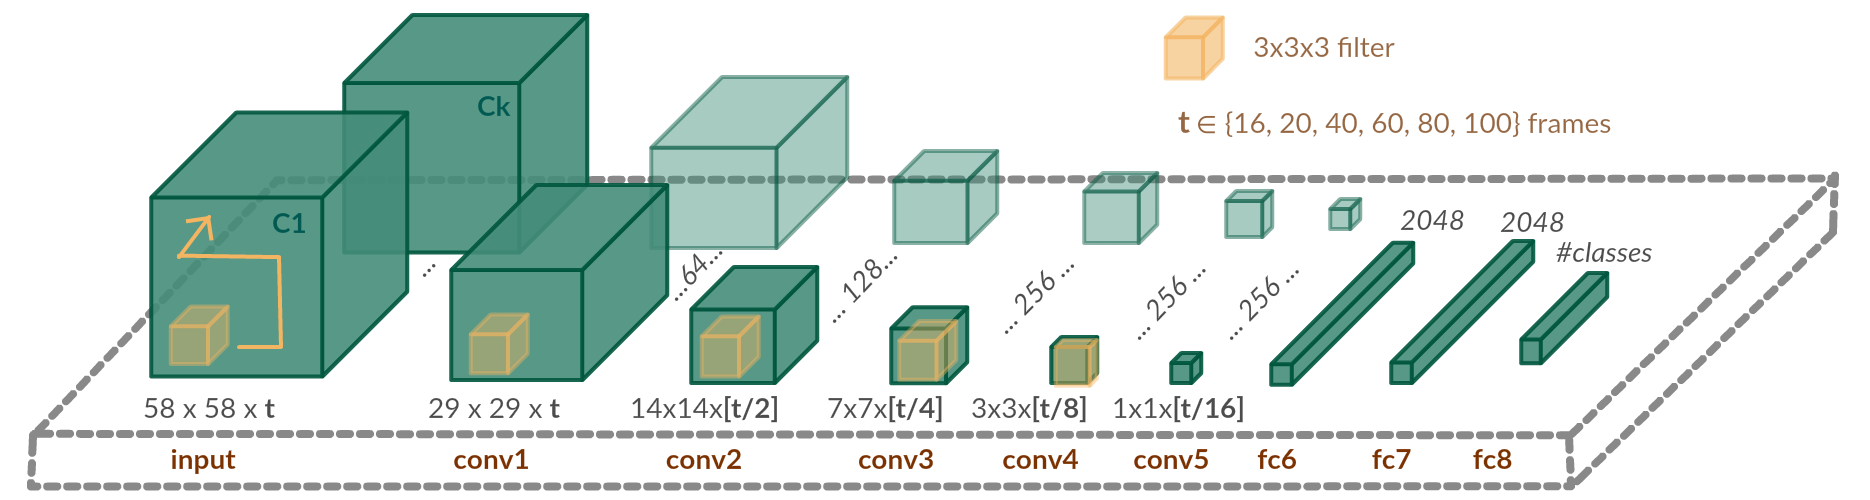 3x3x3 filter
t ∈ {16, 20, 40, 60, 80, 100} frames
Ck
C1
...
...64...
... 128...
... 256 ...
... 256 ...
... 256 ...
2048
2048
#classes
58 x 58 x t
29 x 29 x t
14x14x[t/2]
7x7x[t/4]
3x3x[t/8]
1x1x[t/16]
input
conv1
conv2
conv3
conv4
conv5
fc6
fc7
fc8